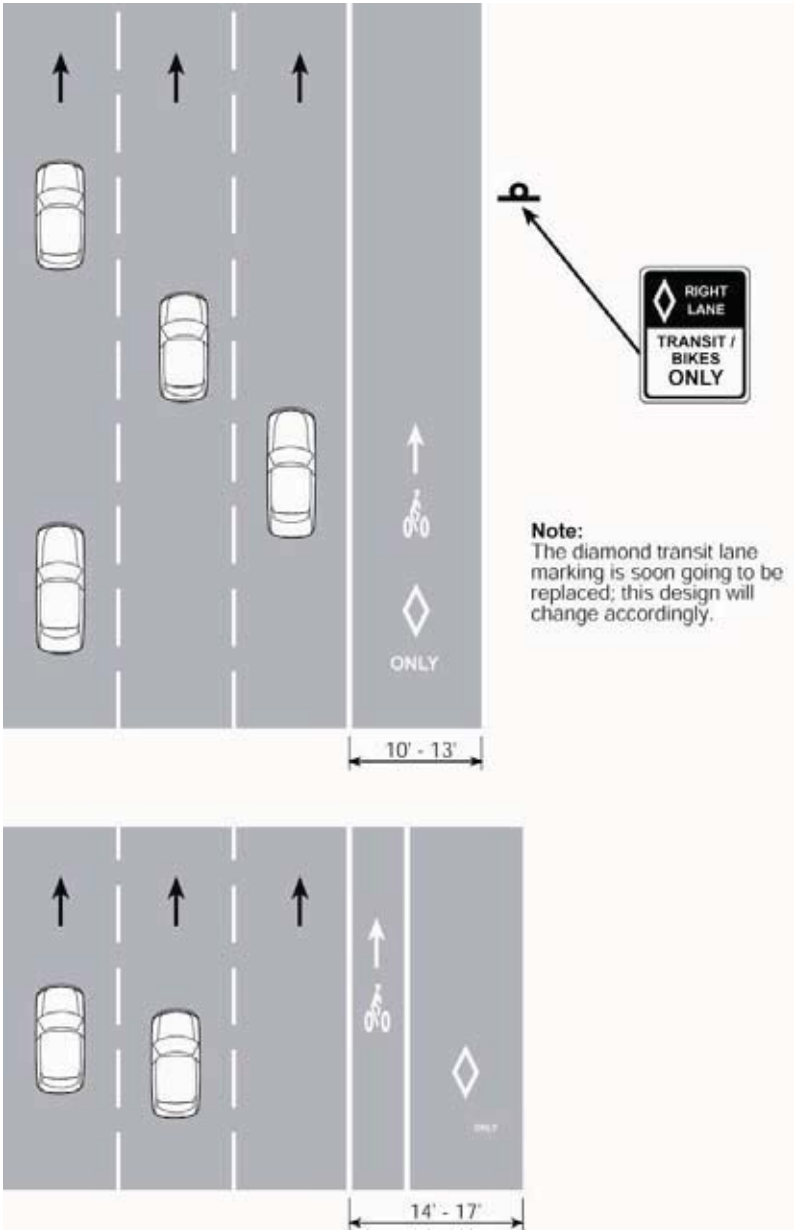 RIGHT
LANE
TRANSIT /
BIKES
ONLY
Note:
The diamond transit lane
marking is soon going to be
replaced; this design will
change accordingly.
ONLY
10' - 13'
ONLY
14' - 17'